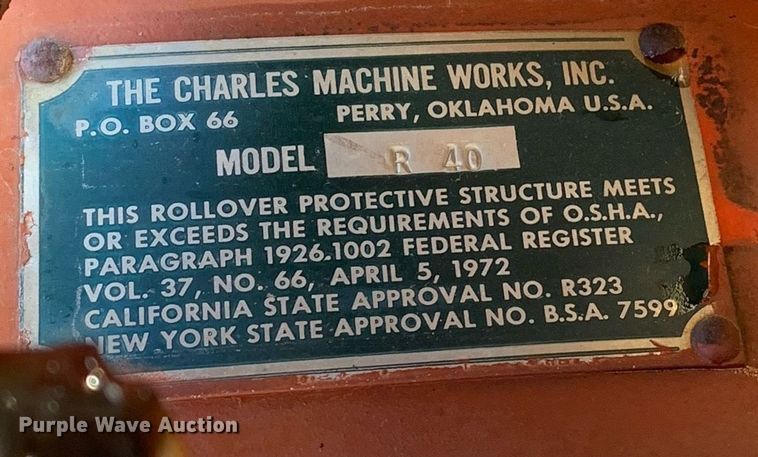 THE CHARLES MACHINE WORKS, INC.
P.O. BOX 66 PERRY, OKLAHOMA U.S.A.
MODEL R 40
THIS ROLLOVER PROTECTIVE STRUCTURE MEETS
OR EXCEEDS THE REQUIREMENTS OF O.S.H.A.,
PARAGRAPH 1926.1002 FEDERAL REGISTER
VOL. 37, NO. 66, APRIL 5, 1972
CALIFORNIA STATE APPROVAL NO. R323
NEW YORK STATE APPROVAL NO. B.S.A. 7599
Purple Wave Auction